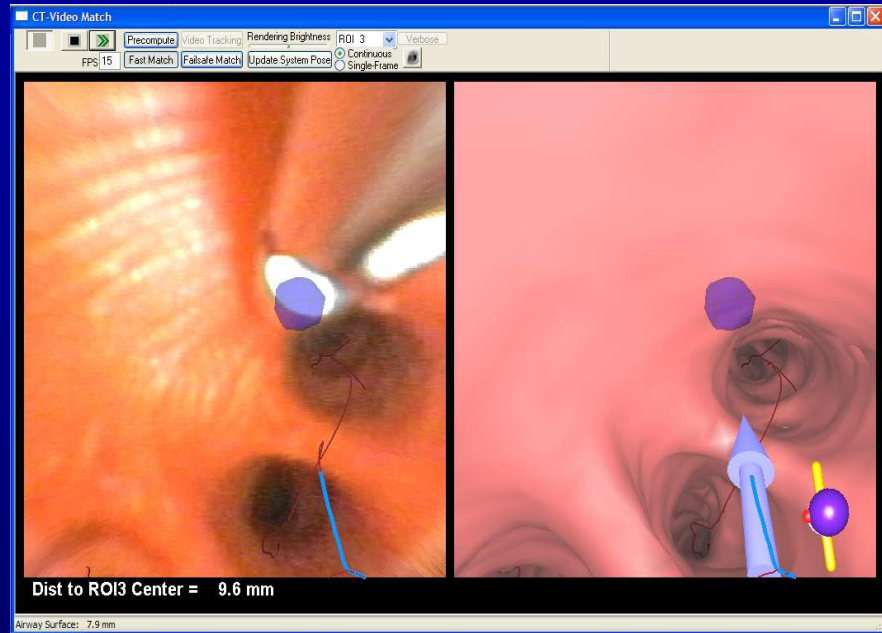 CT-Video Match
Precompute Video Tracking Rendering Brightness ROI 3 Verbose
FPS 15 Fast Match Failsafe Match Update System Pose Continuous
Single-Frame
Dist to ROI3 Center = 9.6 mm
Airway Surface: 7.9 mm